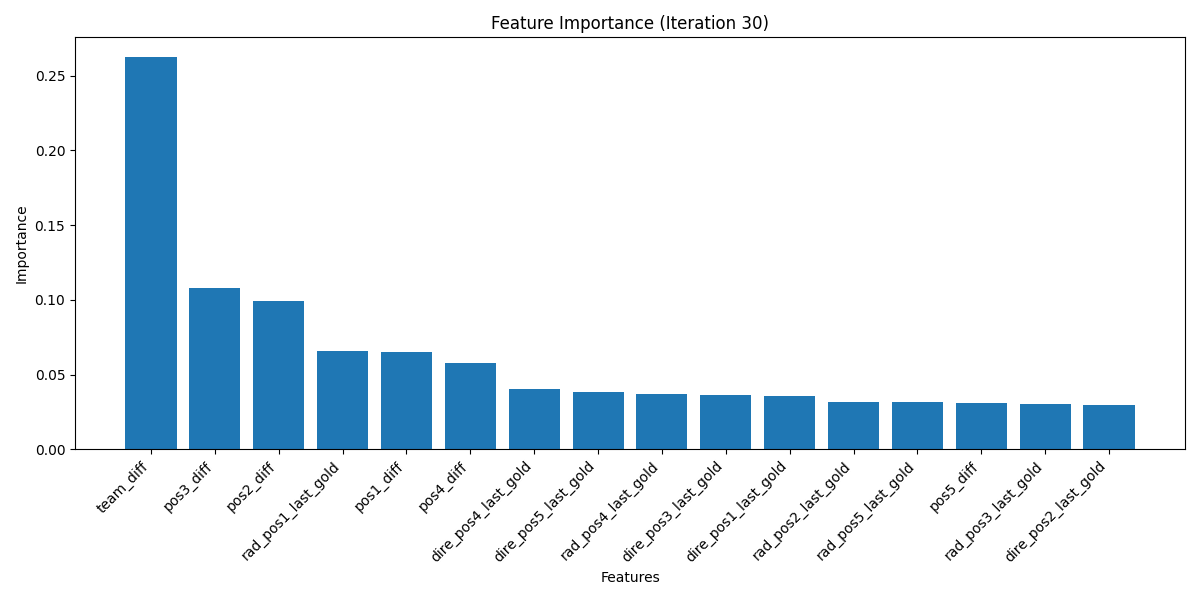 Feature Importance (Iteration 30)
Importance
0.25
0.20
0.15
0.10
0.05
0.00
team_diff
pos3_diff
pos2_diff
rad_pos1_last_gold
pos1_diff
pos4_diff
dire_pos4_last_gold
dire_pos5_last_gold
rad_pos4_last_gold
dire_pos3_last_gold
dire_pos1_last_gold
rad_pos2_last_gold
rad_pos5_last_gold
pos5_diff
rad_pos3_last_gold
dire_pos2_last_gold
Features